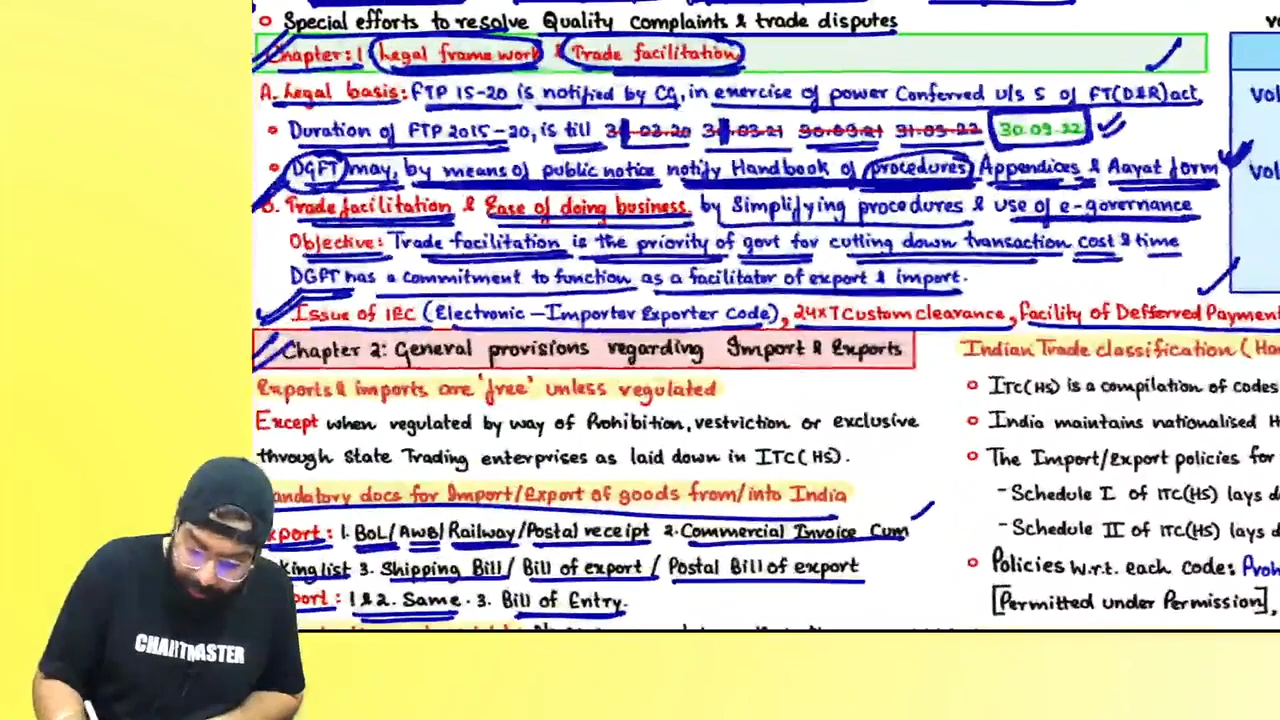 Special efforts to resolve Quality complaints & trade disputes
Chapter: 1 Legal frame work & Trade facilitation
A. Legal basis: FTP 15-20 is notified by CG, in exercise of power Conferred u/s 5 of FT(D&R) act
Duration of FTP 2015-20, is till 31.03.20 31.03.21 30.09.21 31.03.22 30.09.22
DGFT may, by means of public notice notify Handbook of procedures Appendices & Aayat form
Trade facilitation & Ease of doing business by Simplifying procedures & use of e-governance
Objective: Trade facilitation is the priority of govt for cutting down transaction cost & time
DGFT has a commitment to function as a facilitator of export & import.
Issue of IEC (Electronic-Importer Exporter Code), 24x7 Custom clearance, Facility of Defferred Payment
Chapter 2: General provisions regarding Import & Exports
Exports & imports are 'free' unless regulated
Except when regulated by way of Prohibition, restriction or exclusive
through State Trading enterprises as laid down in ITC(HS).
andatory docs for Import/Export of goods from/into India
xport: 1. BOL/AWB/Railway/Postal receipt 2. Commercial Invoice Cum
king list 3. Shipping Bill/Bill of export/Postal Bill of export
port: 1 & 2. Same. 3. Bill of Entry.
Indian Trade classification (Ha
ITC(HS) is a compilation of codes
India maintains nationalised H
The Import/Export policies for
- Schedule I of ITC(HS) lays d
- Schedule II of ITC(HS) lays d
Policies w.r.t. each code: Proh
[Permitted under Permission],
Vol
Vol
CHARTMASTER